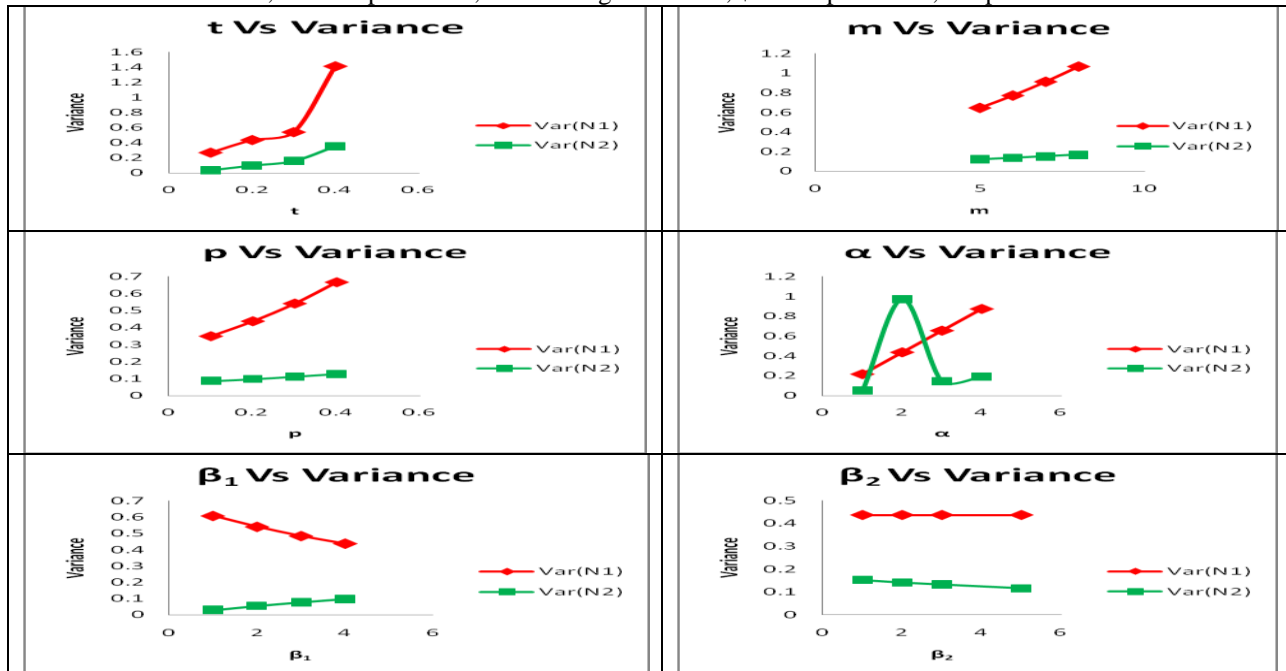 t Vs Variance
1.6
1.4
1.2
1
0.8
0.6
0.4
0.2
0
Variance
0 0.2 0.4 0.6
t
Var(N1)
Var(N2)
m Vs Variance
1.2
1
0.8
0.6
0.4
0.2
0
Variance
0 5 10
m
Var(N1)
Var(N2)
p Vs Variance
0.7
0.6
0.5
0.4
0.3
0.2
0.1
0
Variance
0 0.2 0.4 0.6
p
Var(N1)
Var(N2)
α Vs Variance
1.2
1
0.8
0.6
0.4
0.2
0
Variance
0 2 4 6
α
Var(N1)
Var(N2)
β₁ Vs Variance
0.7
0.6
0.5
0.4
0.3
0.2
0.1
0
Variance
0 2 4 6
β₁
Var(N1)
Var(N2)
β₂ Vs Variance
0.5
0.4
0.3
0.2
0.1
0
Variance
0 2 4 6
β₂
Var(N1)
Var(N2)